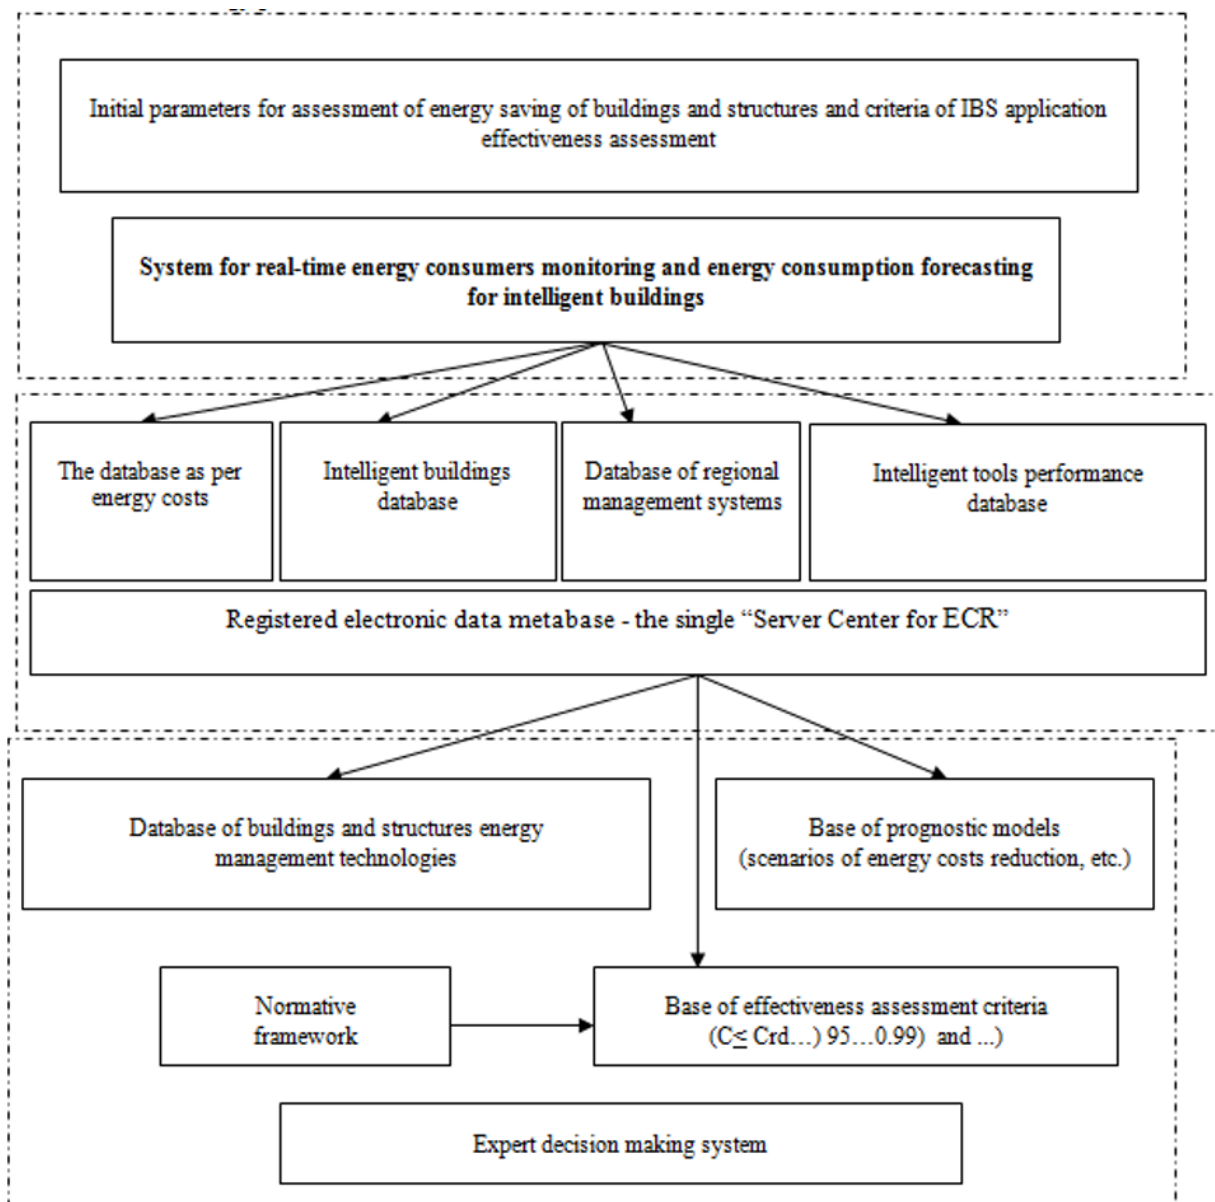 Initial parameters for assessment of energy saving of buildings and structures and criteria of IBS application
effectiveness assessment
System for real-time energy consumers monitoring and energy consumption forecasting
for intelligent buildings
The database as per
energy costs
Intelligent buildings
database
Database of regional
management systems
Intelligent tools performance
database
Registered electronic data metabase - the single “Server Center for ECR”
Database of buildings and structures energy
management technologies
Base of prognostic models
(scenarios of energy costs reduction, etc.)
Normative
framework
Base of effectiveness assessment criteria
(C≤ Crd…) 95…0.99)  and ...)
Expert decision making system